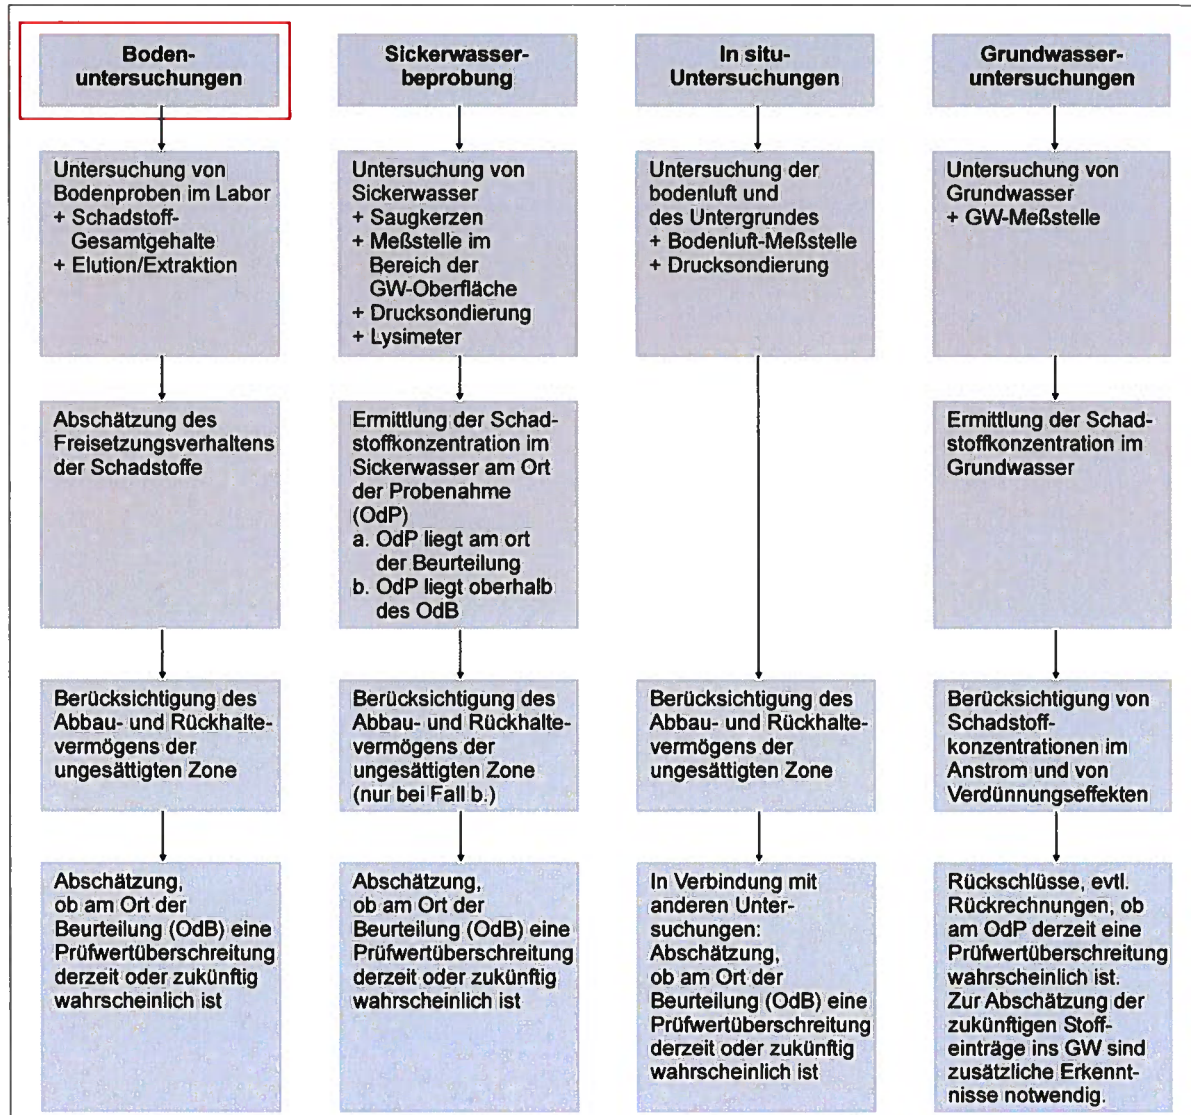 Boden-
untersuchungen
Untersuchung von
Bodenproben im Labor
+ Schadstoff-
Gesamtgehalte
+ Elution/Extraktion
Abschätzung des
Freisetzungsverhaltens
der Schadstoffe
Berücksichtigung des
Abbau- und Rückhalte-
vermögens der
ungesättigten Zone
Abschätzung,
ob am Ort der
Beurteilung (OdB) eine
Prüfwertüberschreitung
derzeit oder zukünftig
wahrscheinlich ist
Sickerwasser-
beprobung
Untersuchung von
Sickerwasser
+ Saugkerzen
+ Meßstelle im
Bereich der
GW-Oberfläche
+ Drucksondierung
+ Lysimeter
Ermittlung der Schad-
stoffkonzentration im
Sickerwasser am Ort
der Probenahme
(OdP)
a. OdP liegt am ort
der Beurteilung
b. OdP liegt oberhalb
des OdB
Berücksichtigung des
Abbau- und Rückhalte-
vermögens der
ungesättigten Zone
(nur bei Fall b.)
Abschätzung,
ob am Ort der
Beurteilung (OdB) eine
Prüfwertüberschreitung
derzeit oder zukünftig
wahrscheinlich ist
In situ-
Untersuchungen
Untersuchung der
bodenluft und
des Untergrundes
+ Bodenluft-Meßstelle
+ Drucksondierung
Berücksichtigung des
Abbau- und Rückhalte-
vermögens der
ungesättigten Zone
In Verbindung mit
anderen Unter-
suchungen:
Abschätzung,
ob am Ort der
Beurteilung (OdB) eine
Prüfwertüberschreitung
derzeit oder zukünftig
wahrscheinlich ist
Grundwasser-
untersuchungen
Untersuchung von
Grundwasser
+ GW-Meßstelle
Ermittlung der Schad-
stoffkonzentration im
Grundwasser
Berücksichtigung von
Schadstoff-
konzentrationen im
Anstrom und von
Verdünnungseffekten
Rückschlüsse, evtl.
Rückrechnungen, ob
am OdP derzeit eine
Prüfwertüberschreitung
wahrscheinlich ist.
Zur Abschätzung der
zukünftigen Stoff-
einträge ins GW sind
zusätzliche Erkennt-
nisse notwendig.